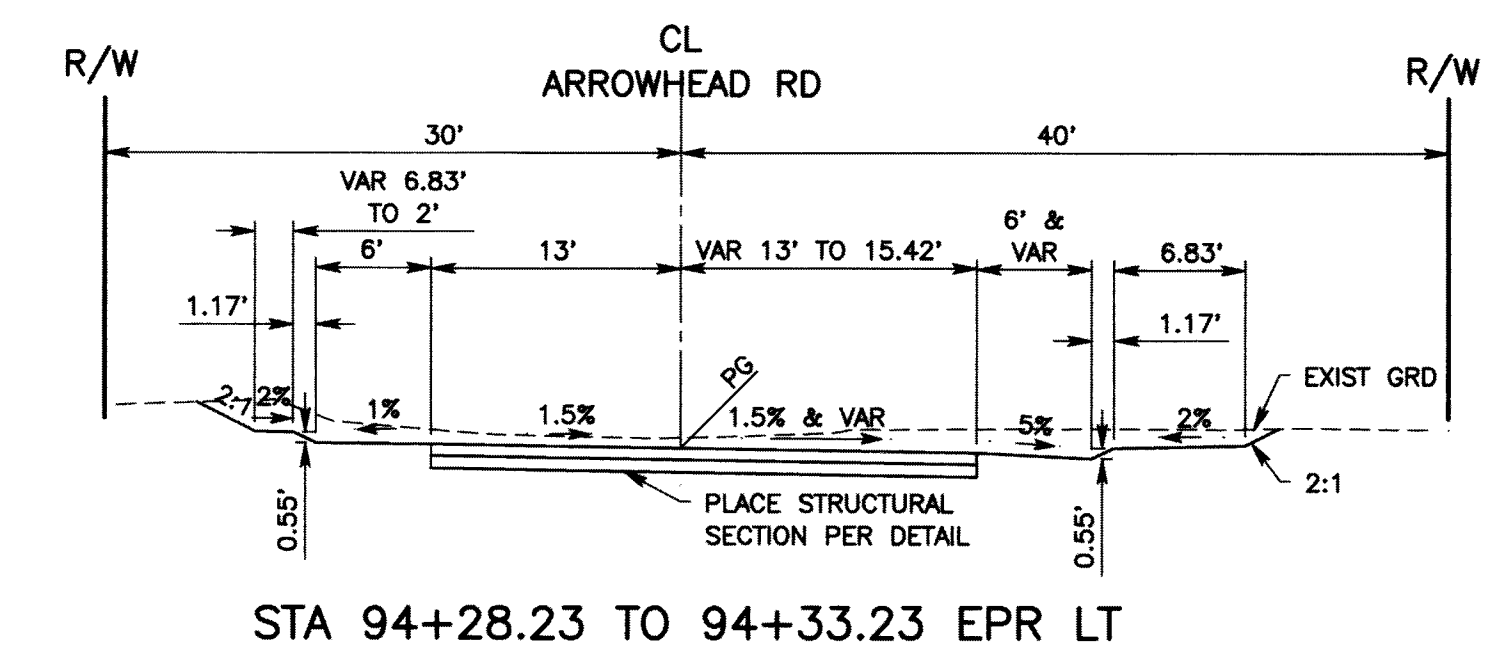 CL
ARROWHEAD RD
R/W
R/W
30'
40'
VAR 6.83'
TO 2'
6'
13'
VAR 13' TO 15.42'
6' &
VAR
6.83'
1.17'
1.17'
PG
EXIST GRD
2%
1%
1.5%
1.5% & VAR
5%
2%
2:1
0.55'
0.55'
PLACE STRUCTURAL
SECTION PER DETAIL
STA 94+28.23 TO 94+33.23 EPR LT